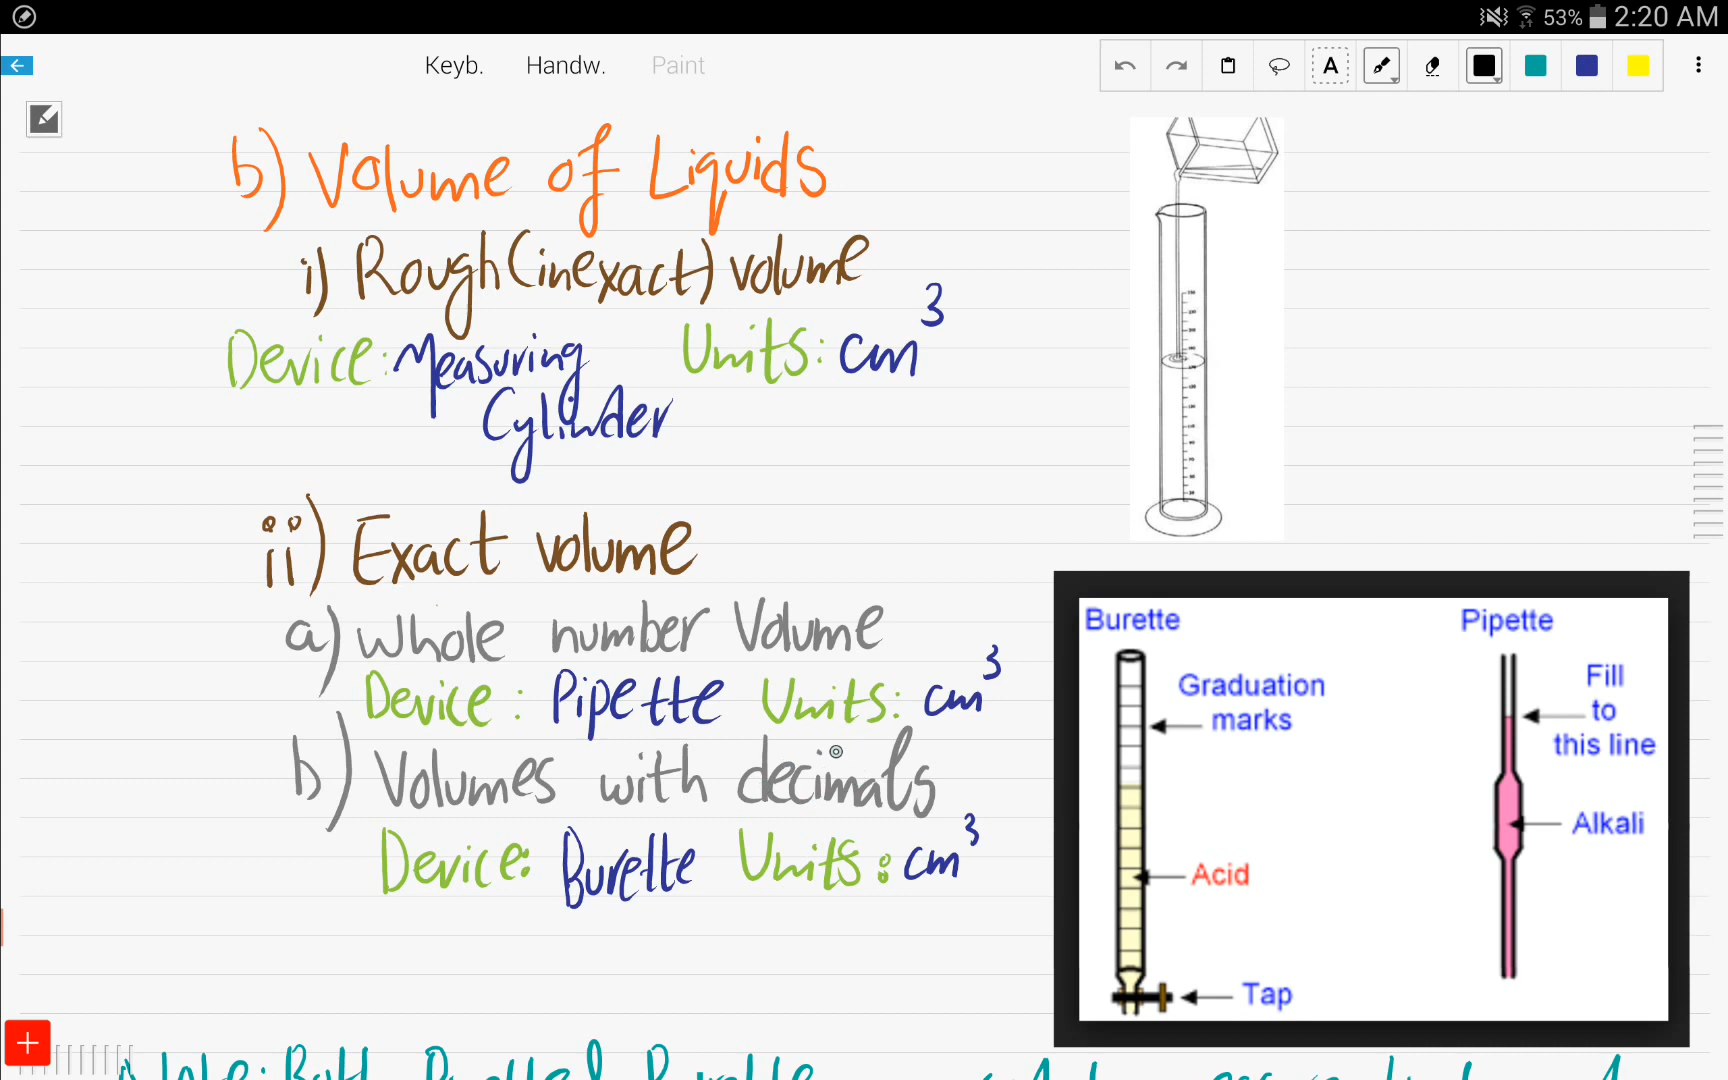 53% 2:20 AM
Keyb. Handw. Paint
A
b) Volume of Liquids
i) Rough (inexact) volume
Device: Measuring Units: cm³
Cylinder
ii) Exact volume
a) Whole number Volume
Device: Pipette Units: cm³
b) Volumes with decimals
Device: Burette Units: cm³
Burette
Graduation
marks
Acid
Tap
Pipette
Fill
to
this line
Alkali
Note: Both